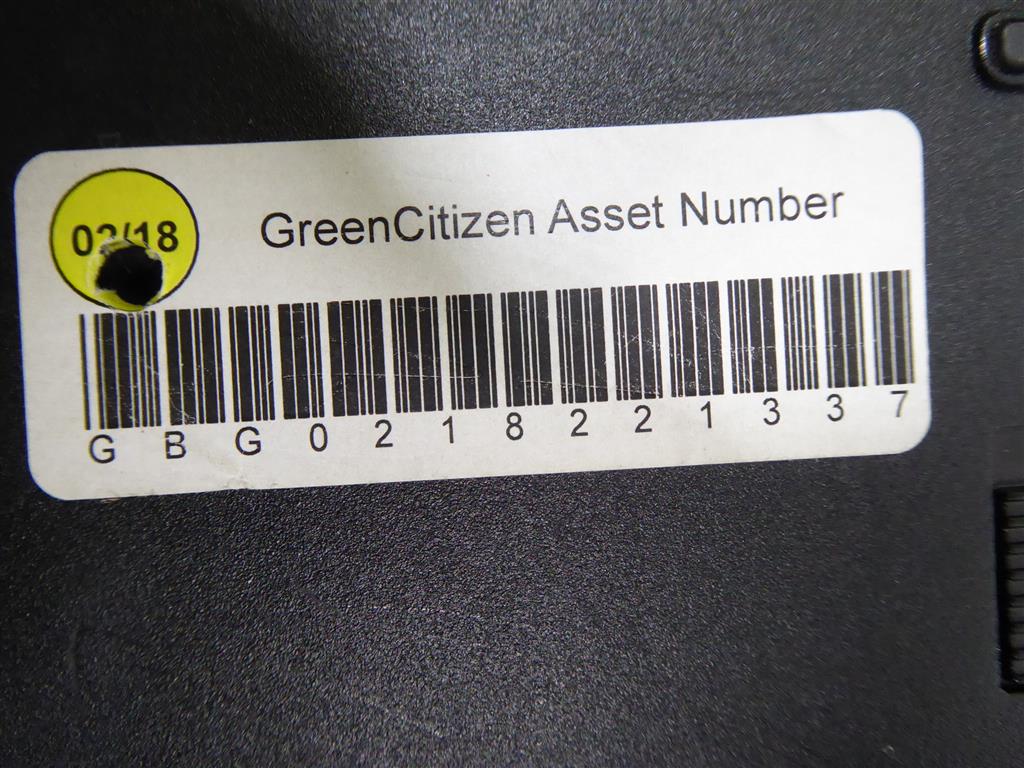 02/18
GreenCitizen Asset Number
GBG0218221337